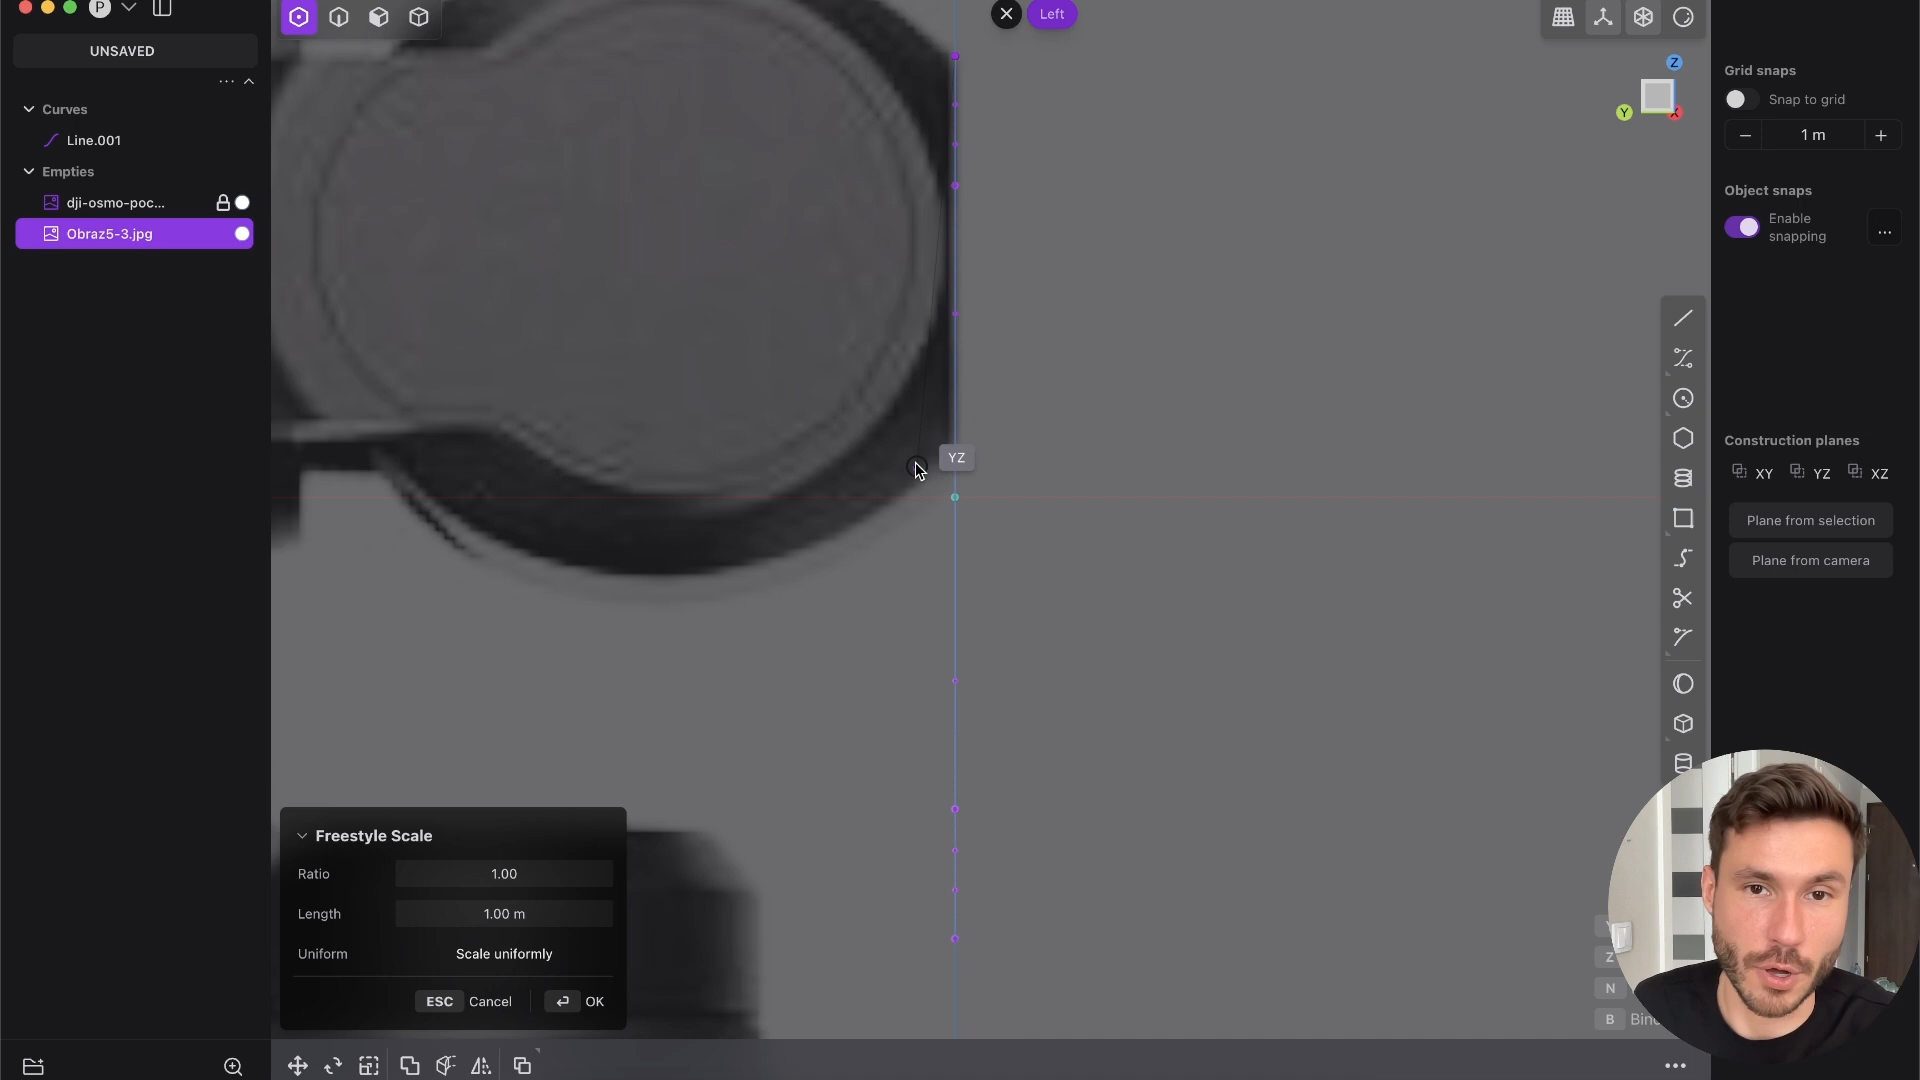 P
UNSAVED
Curves
Line.001
Empties
dji-osmo-poc...
Obraz5-3.jpg
Left
YZ
Z
Y
X
Grid snaps
Snap to grid
1 m
Object snaps
Enable
snapping
Construction planes
XY YZ XZ
Plane from selection
Plane from camera
Freestyle Scale
Ratio 1.00
Length 1.00 m
Uniform Scale uniformly
ESC Cancel OK
Z
N
B